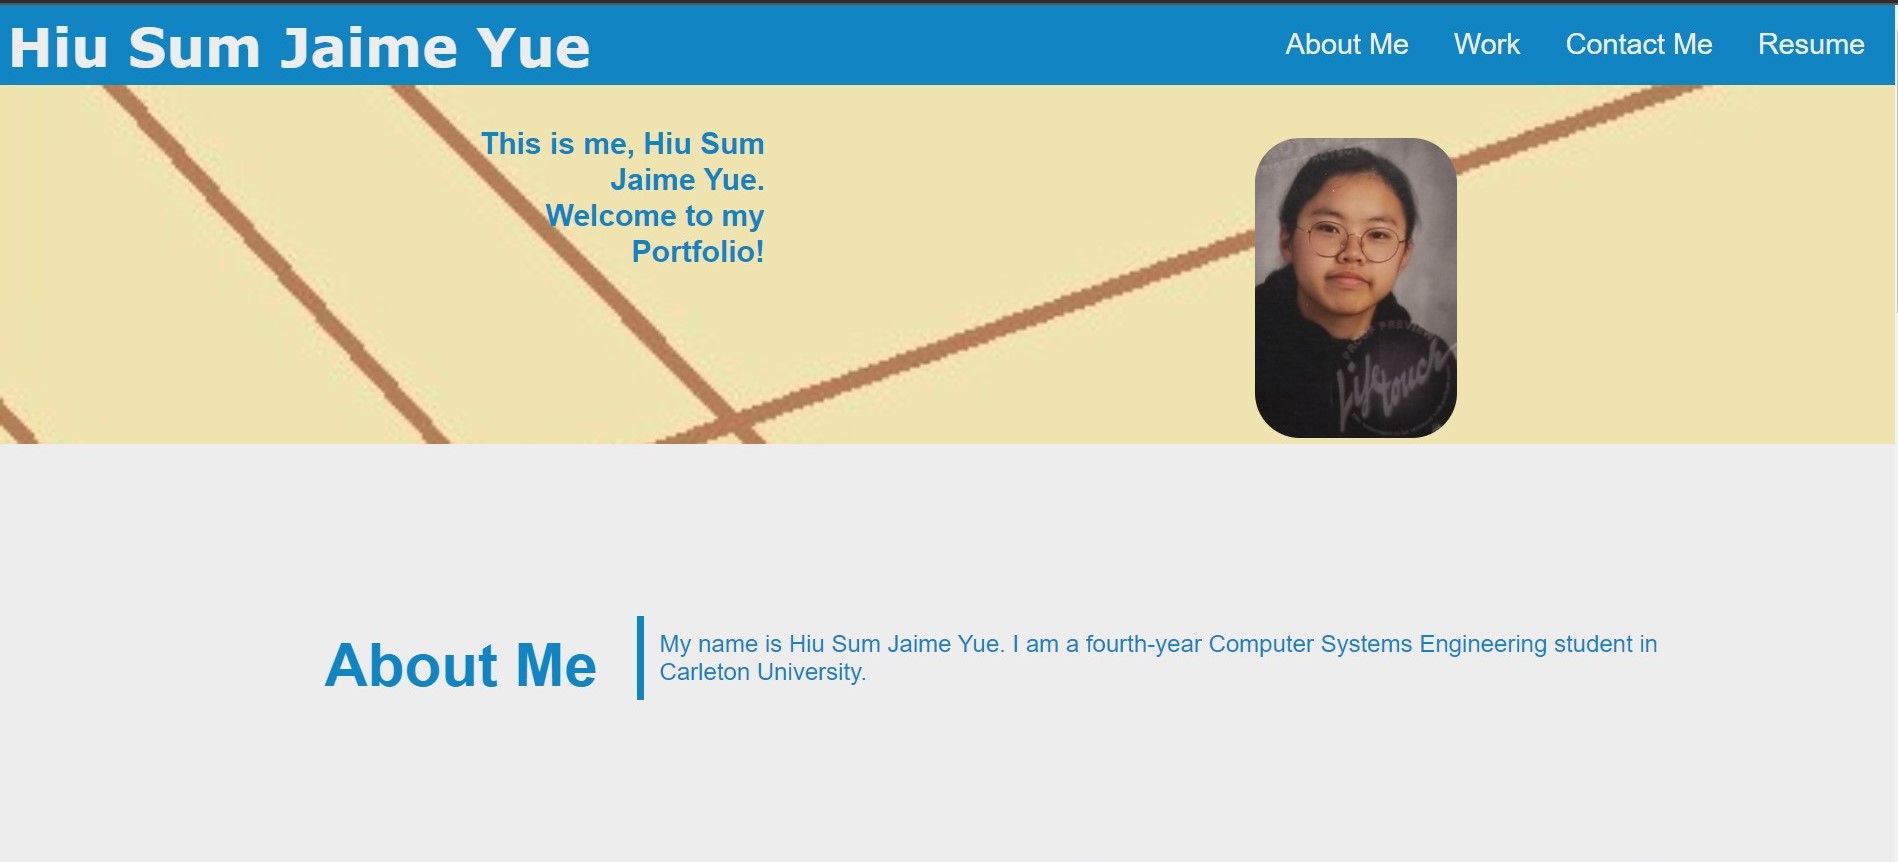 Hiu Sum Jaime Yue
About Me
Work
Contact Me
Resume
This is me, Hiu Sum
Jaime Yue.
Welcome to my
Portfolio!
PROOF PREVIEW
Lifetouch
About Me
My name is Hiu Sum Jaime Yue. I am a fourth-year Computer Systems Engineering student in
Carleton University.